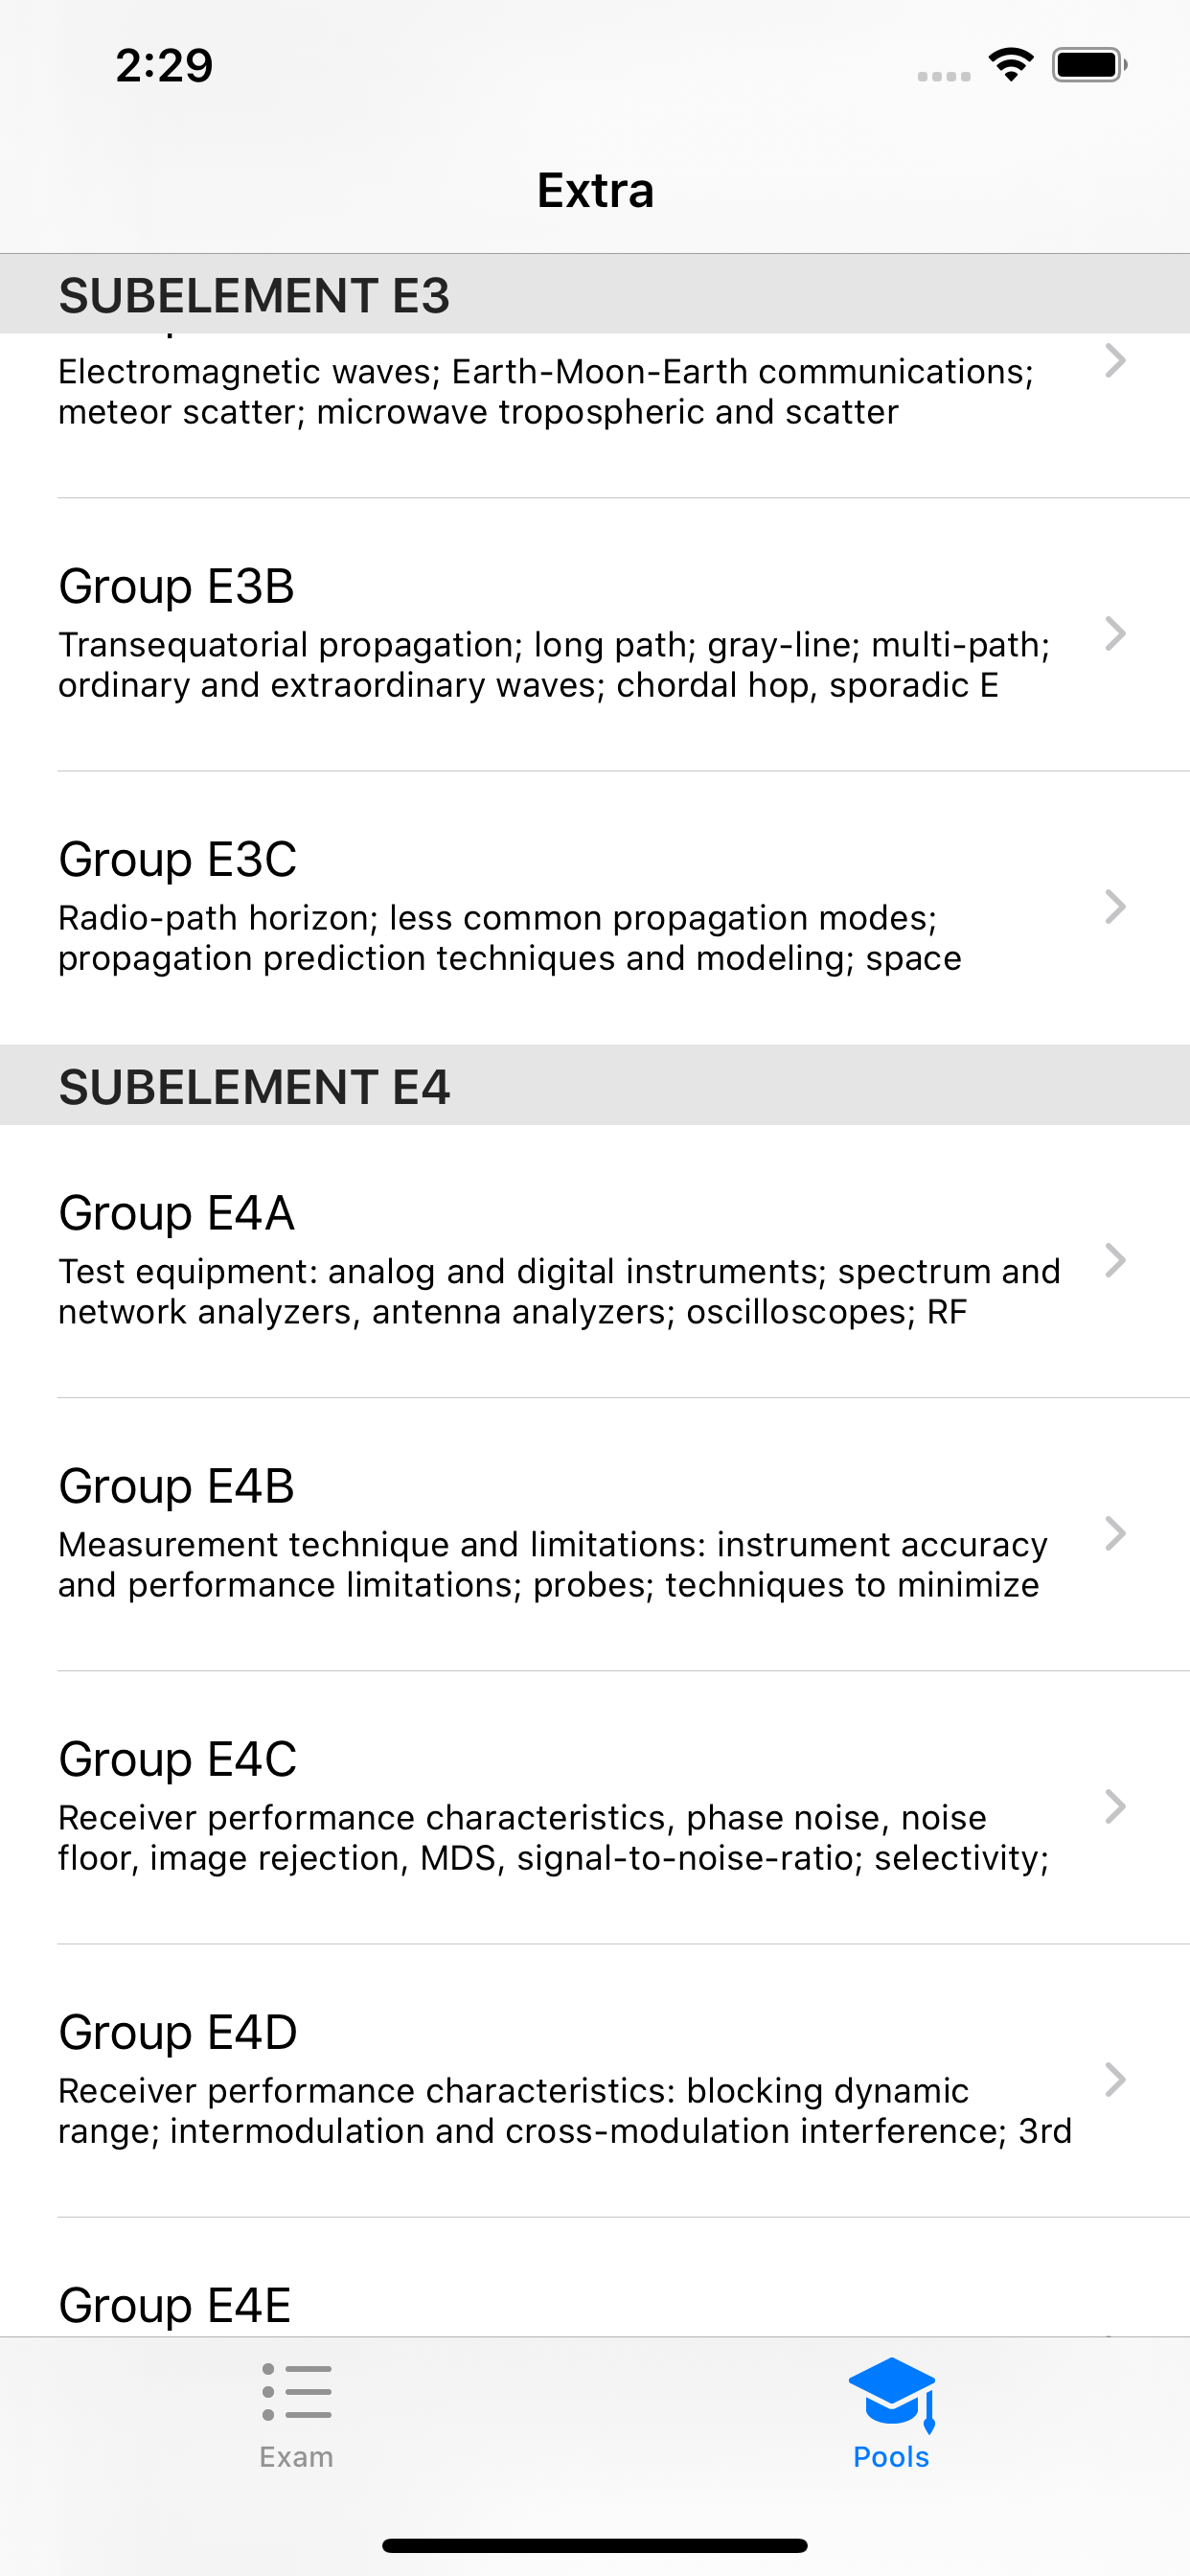 2:29
Extra
SUBELEMENT E3
Electromagnetic waves; Earth-Moon-Earth communications;
meteor scatter; microwave tropospheric and scatter
Group E3B
Transequatorial propagation; long path; gray-line; multi-path;
ordinary and extraordinary waves; chordal hop, sporadic E
Group E3C
Radio-path horizon; less common propagation modes;
propagation prediction techniques and modeling; space
SUBELEMENT E4
Group E4A
Test equipment: analog and digital instruments; spectrum and
network analyzers, antenna analyzers; oscilloscopes; RF
Group E4B
Measurement technique and limitations: instrument accuracy
and performance limitations; probes; techniques to minimize
Group E4C
Receiver performance characteristics, phase noise, noise
floor, image rejection, MDS, signal-to-noise-ratio; selectivity;
Group E4D
Receiver performance characteristics: blocking dynamic
range; intermodulation and cross-modulation interference; 3rd
Group E4E
Exam
Pools